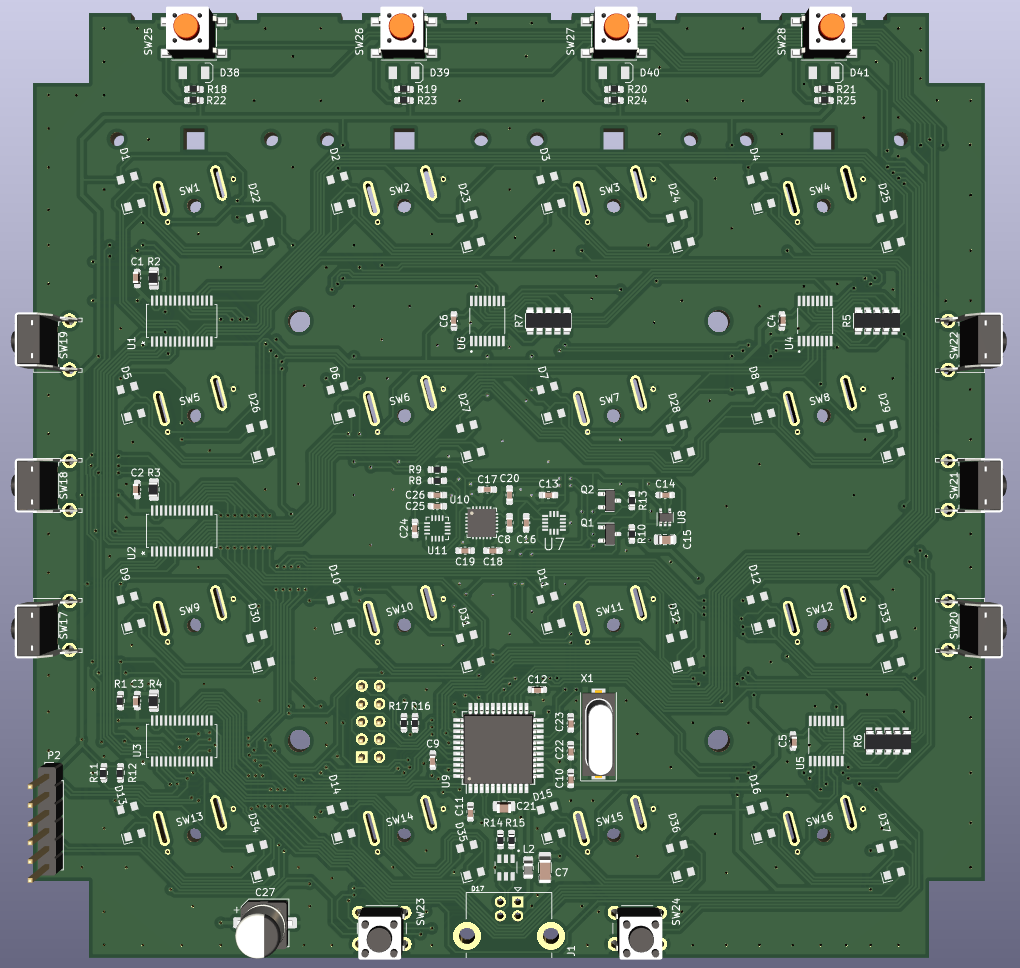 SW25 SW26 SW27 SW28
D38 D39 D40 D41
R18 R19 R20 R21
R22 R23 R24 R25
D1 D2 D3 D4
SW1 D22 SW2 D23 SW3 D24 SW4 D25
C1 R2
U1 C6 U6 R7 C4 U4 R5
SW19 SW22
D5 D6 D7 D8
SW5 D26 SW6 D27 SW7 D28 SW8 D29
R9
R8
C2 R3 C26 C25 U10 C17 C20 C13 Q2 R13 C14
SW18 SW21
U2 C24 U11 C8 C16 U7 Q1 R10 U8 C15
C19 C18
D9 D10 D11 D12
SW9 D30 SW10 D31 SW11 D32 SW12 D33
SW17 SW20
R1 C3 R4 C12 X1
R17 R16 C23
U3 C9 U9 C22 C5 U5 R6
P2 R11 R12 C10
D13 D14 C11 C21 D15 D16
SW13 D34 SW14 D35 R14 R15 SW15 D36 SW16 D37
L2 C7
C27 D17
SW23 SW24
J1